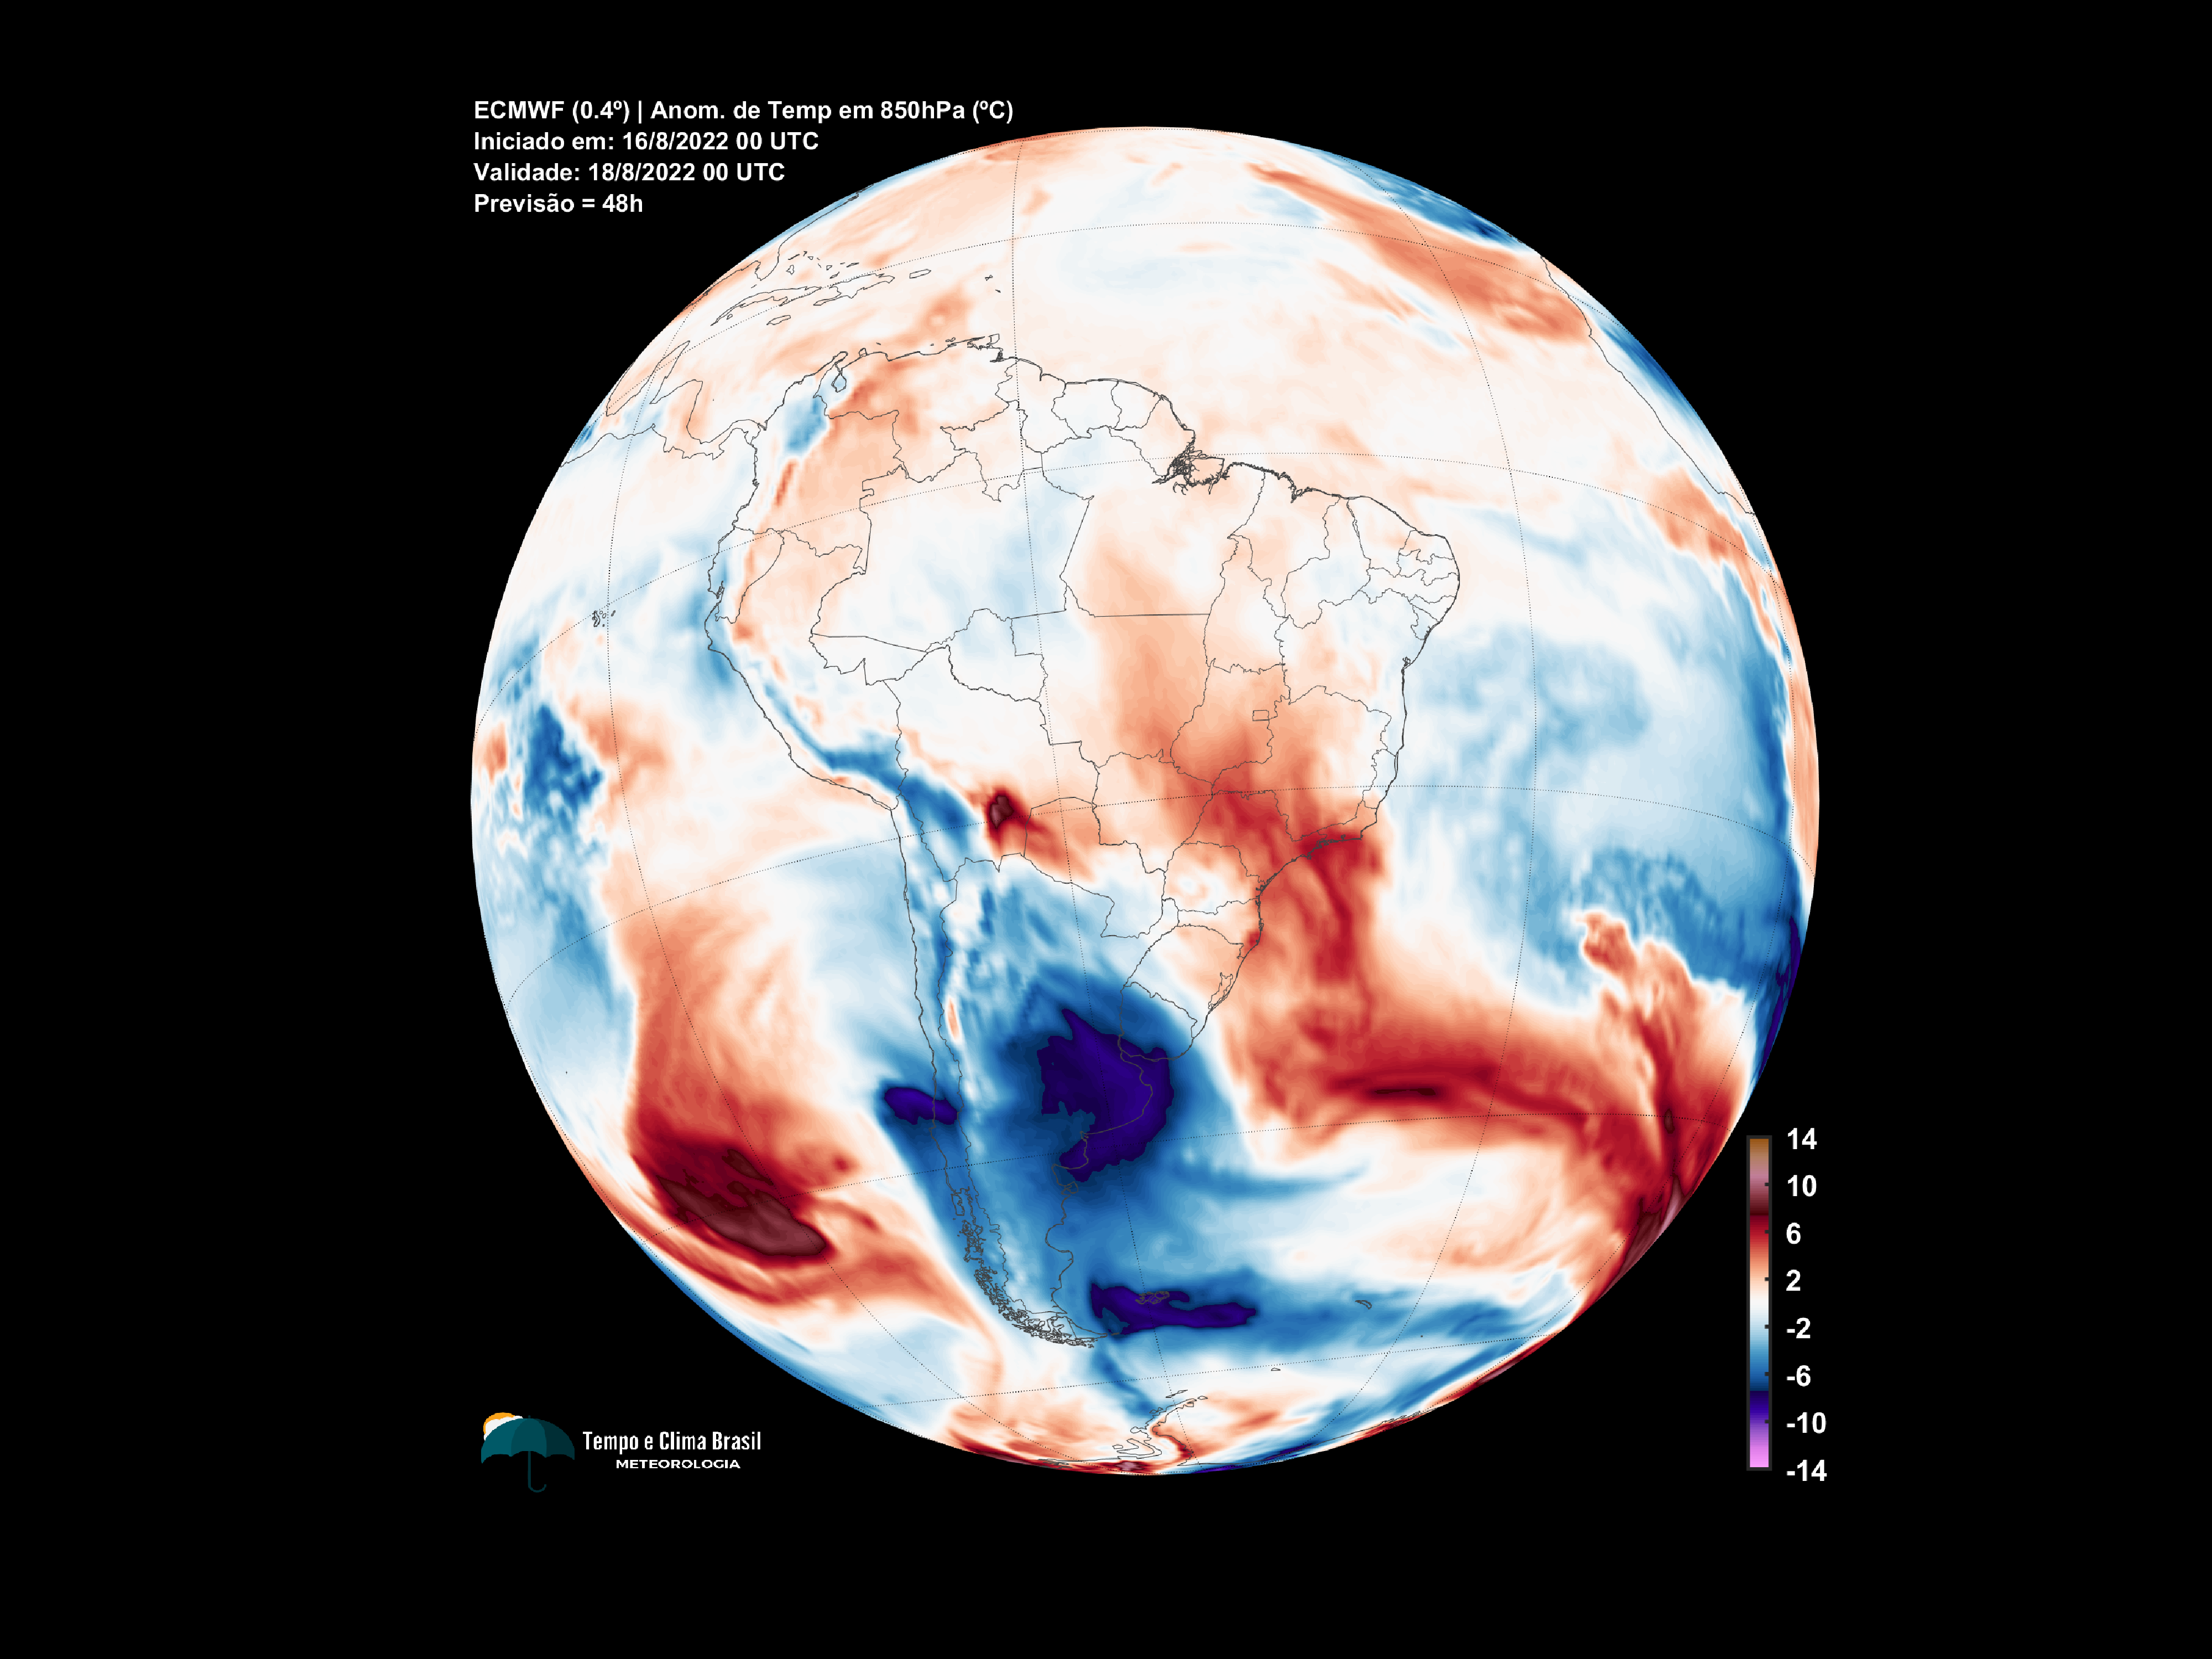 ECMWF (0.4º) | Anom. de Temp em 850hPa (ºC)
Iniciado em: 16/8/2022 00 UTC
Validade: 18/8/2022 00 UTC
Previsão = 48h
14
10
6
2
-2
-6
-10
-14
Tempo e Clima Brasil
METEOROLOGIA